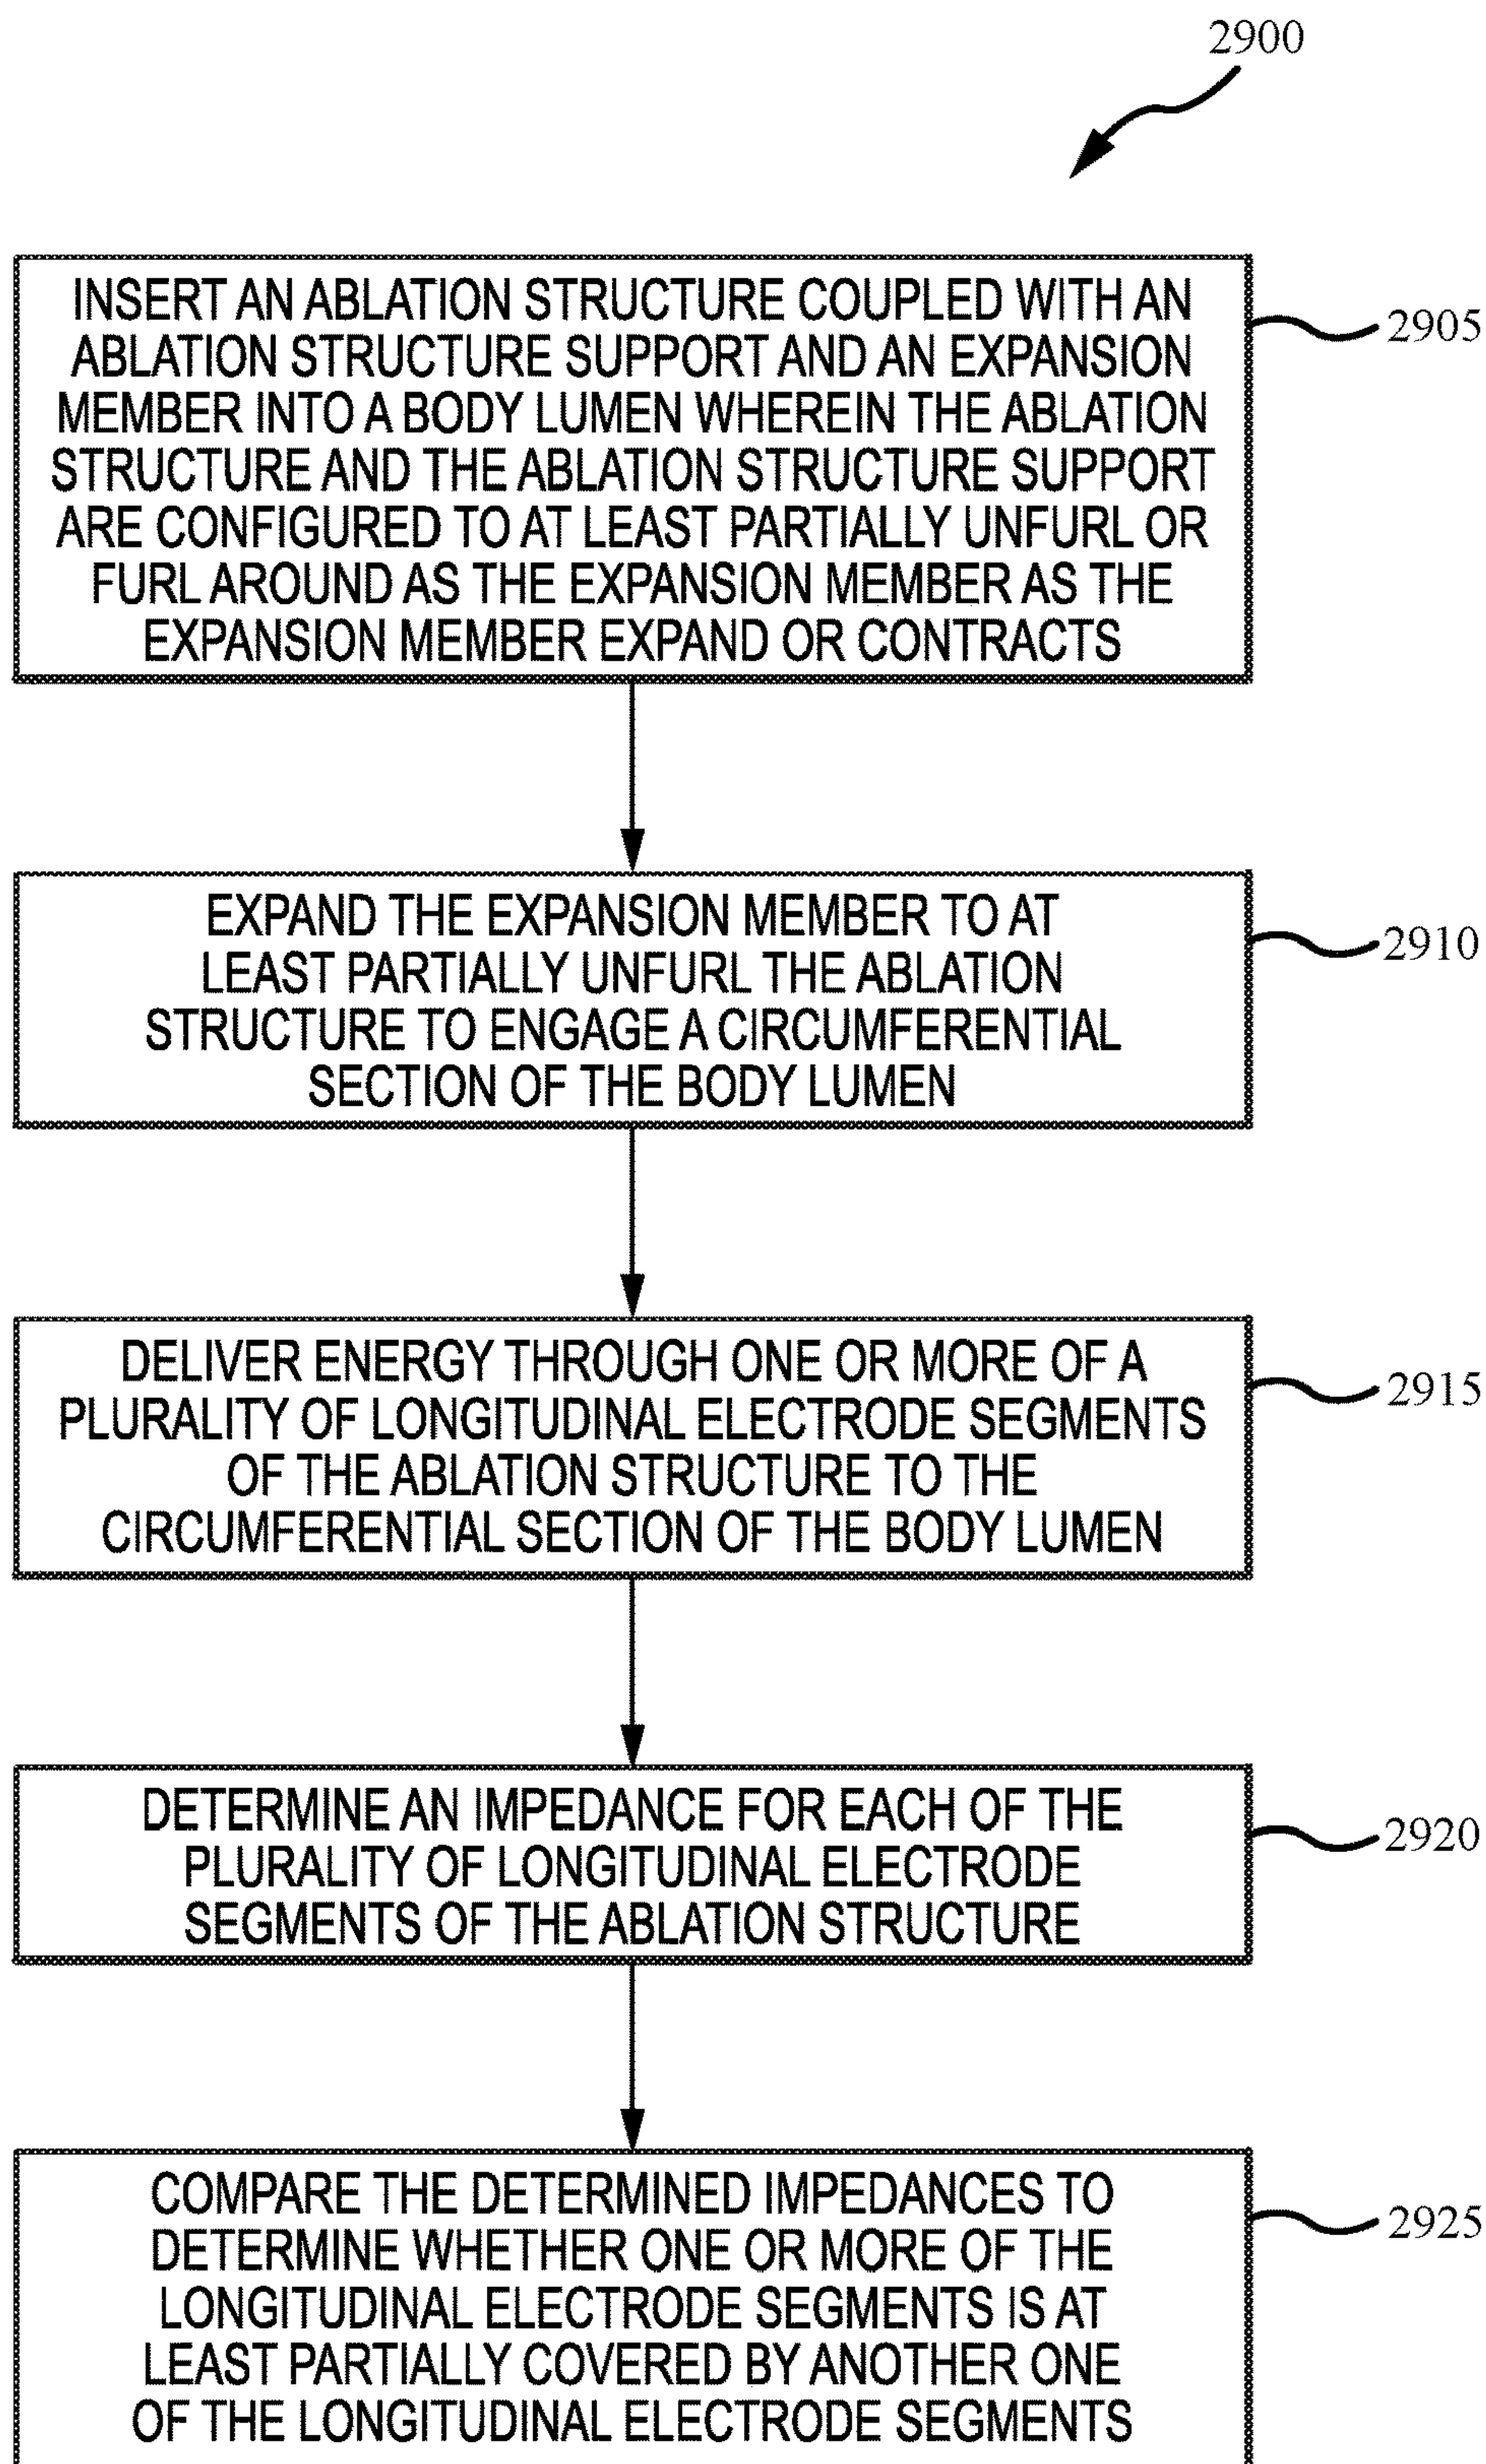 2900
INSERT AN ABLATION STRUCTURE COUPLED WITH AN
ABLATION STRUCTURE SUPPORT AND AN EXPANSION
MEMBER INTO A BODY LUMEN WHEREIN THE ABLATION
STRUCTURE AND THE ABLATION STRUCTURE SUPPORT
ARE CONFIGURED TO AT LEAST PARTIALLY UNFURL OR
FURL AROUND AS THE EXPANSION MEMBER AS THE
EXPANSION MEMBER EXPAND OR CONTRACTS
2905
EXPAND THE EXPANSION MEMBER TO AT
LEAST PARTIALLY UNFURL THE ABLATION
STRUCTURE TO ENGAGE A CIRCUMFERENTIAL
SECTION OF THE BODY LUMEN
2910
DELIVER ENERGY THROUGH ONE OR MORE OF A
PLURALITY OF LONGITUDINAL ELECTRODE SEGMENTS
OF THE ABLATION STRUCTURE TO THE
CIRCUMFERENTIAL SECTION OF THE BODY LUMEN
2915
DETERMINE AN IMPEDANCE FOR EACH OF THE
PLURALITY OF LONGITUDINAL ELECTRODE
SEGMENTS OF THE ABLATION STRUCTURE
2920
COMPARE THE DETERMINED IMPEDANCES TO
DETERMINE WHETHER ONE OR MORE OF THE
LONGITUDINAL ELECTRODE SEGMENTS IS AT
LEAST PARTIALLY COVERED BY ANOTHER ONE
OF THE LONGITUDINAL ELECTRODE SEGMENTS
2925